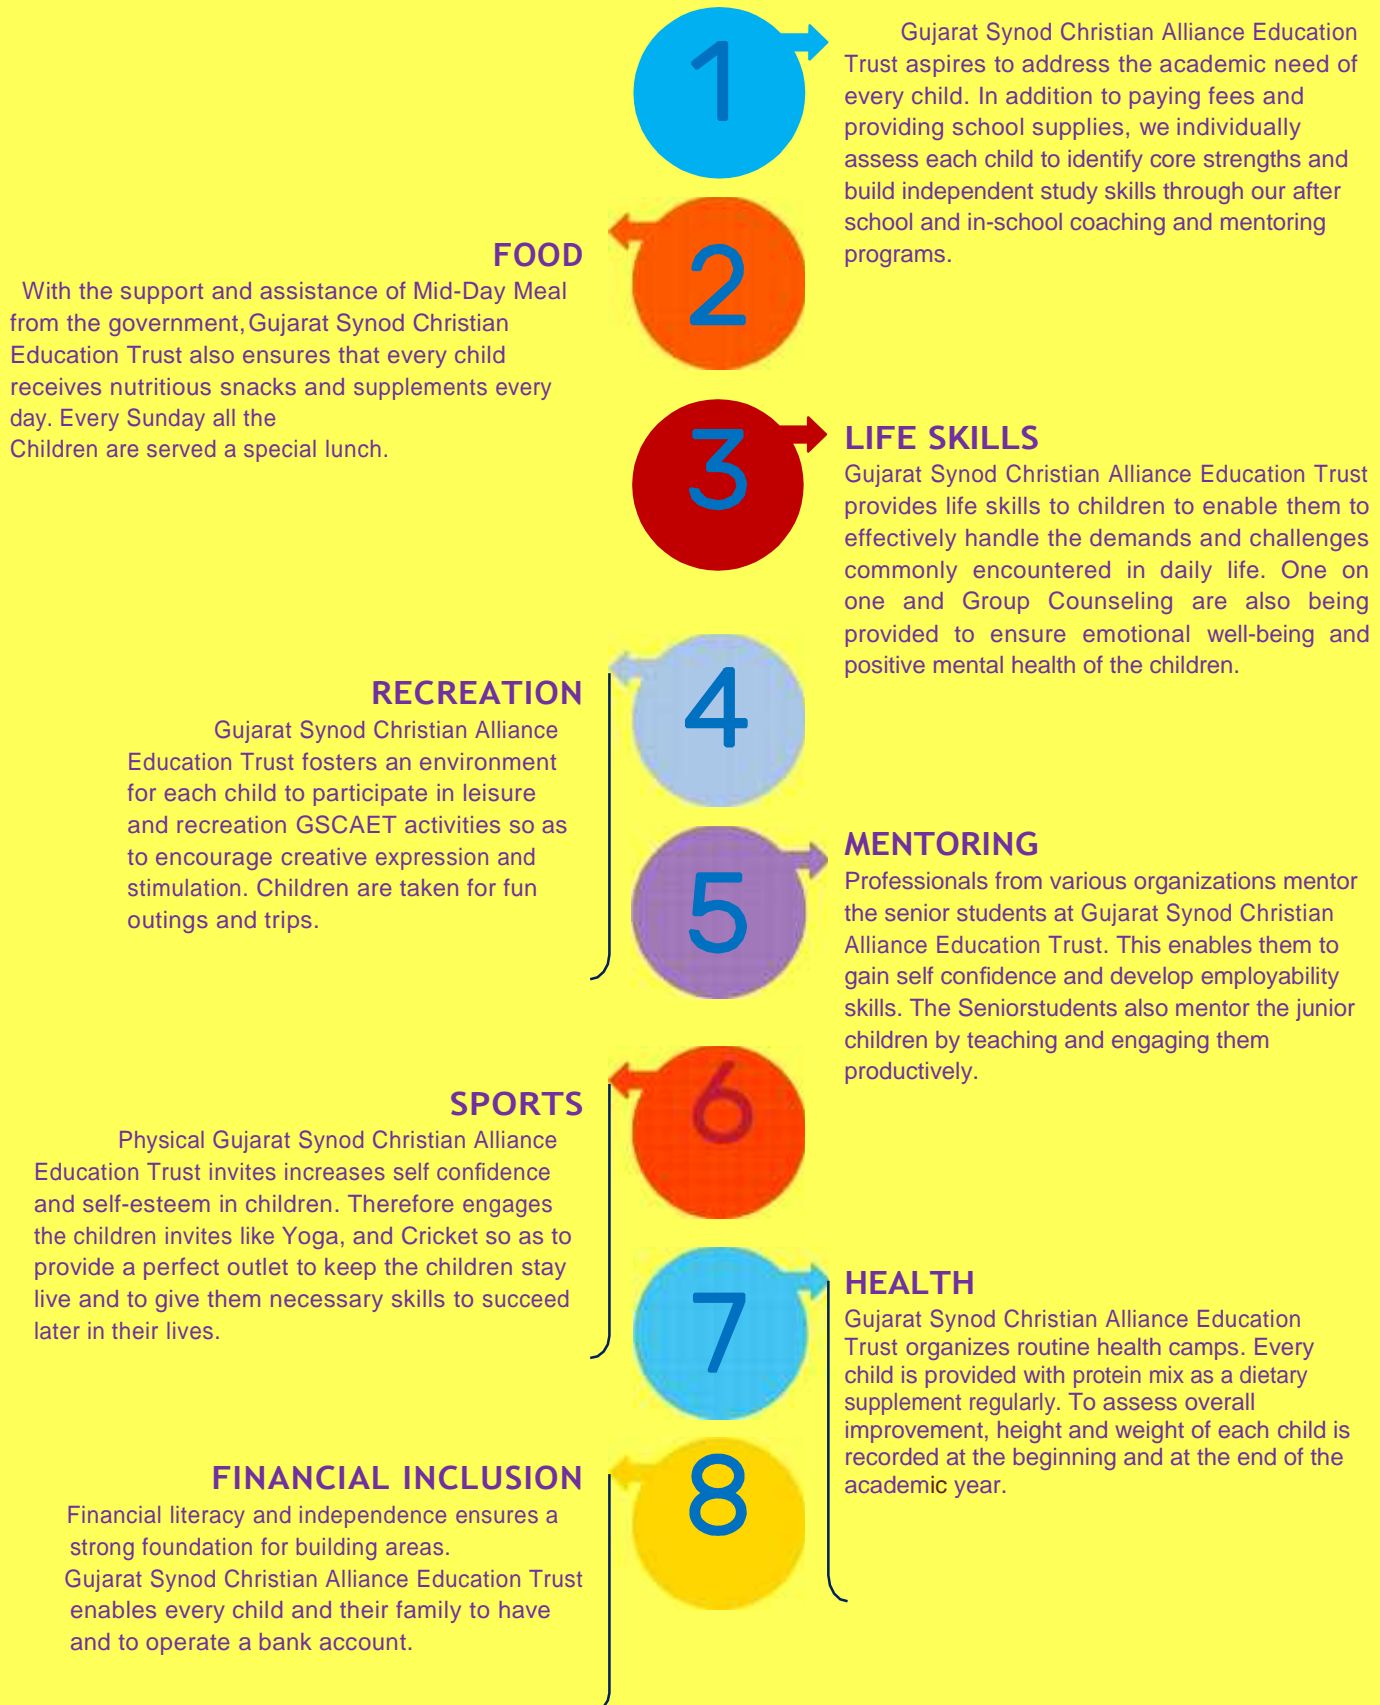 1
Gujarat Synod Christian Alliance Education
Trust aspires to address the academic need of
every child. In addition to paying fees and
providing school supplies, we individually
assess each child to identify core strengths and
build independent study skills through our after
school and in-school coaching and mentoring
programs.
2
FOOD
With the support and assistance of Mid-Day Meal
from the government, Gujarat Synod Christian
Education Trust also ensures that every child
receives nutritious snacks and supplements every
day. Every Sunday all the
Children are served a special lunch.
3
LIFE SKILLS
Gujarat Synod Christian Alliance Education Trust
provides life skills to children to enable them to
effectively handle the demands and challenges
commonly encountered in daily life. One on
one and Group Counseling are also being
provided to ensure emotional well-being and
positive mental health of the children.
4
RECREATION
Gujarat Synod Christian Alliance
Education Trust fosters an environment
for each child to participate in leisure
and recreation GSCAET activities so as
to encourage creative expression and
stimulation. Children are taken for fun
outings and trips.
5
MENTORING
Professionals from various organizations mentor
the senior students at Gujarat Synod Christian
Alliance Education Trust. This enables them to
gain self confidence and develop employability
skills. The Seniorstudents also mentor the junior
children by teaching and engaging them
productively.
6
SPORTS
Physical Gujarat Synod Christian Alliance
Education Trust invites increases self confidence
and self-esteem in children. Therefore engages
the children invites like Yoga, and Cricket so as to
provide a perfect outlet to keep the children stay
live and to give them necessary skills to succeed
later in their lives.
7
HEALTH
Gujarat Synod Christian Alliance Education
Trust organizes routine health camps. Every
child is provided with protein mix as a dietary
supplement regularly. To assess overall
improvement, height and weight of each child is
recorded at the beginning and at the end of the
academic year.
8
FINANCIAL INCLUSION
Financial literacy and independence ensures a
strong foundation for building areas.
Gujarat Synod Christian Alliance Education Trust
enables every child and their family to have
and to operate a bank account.